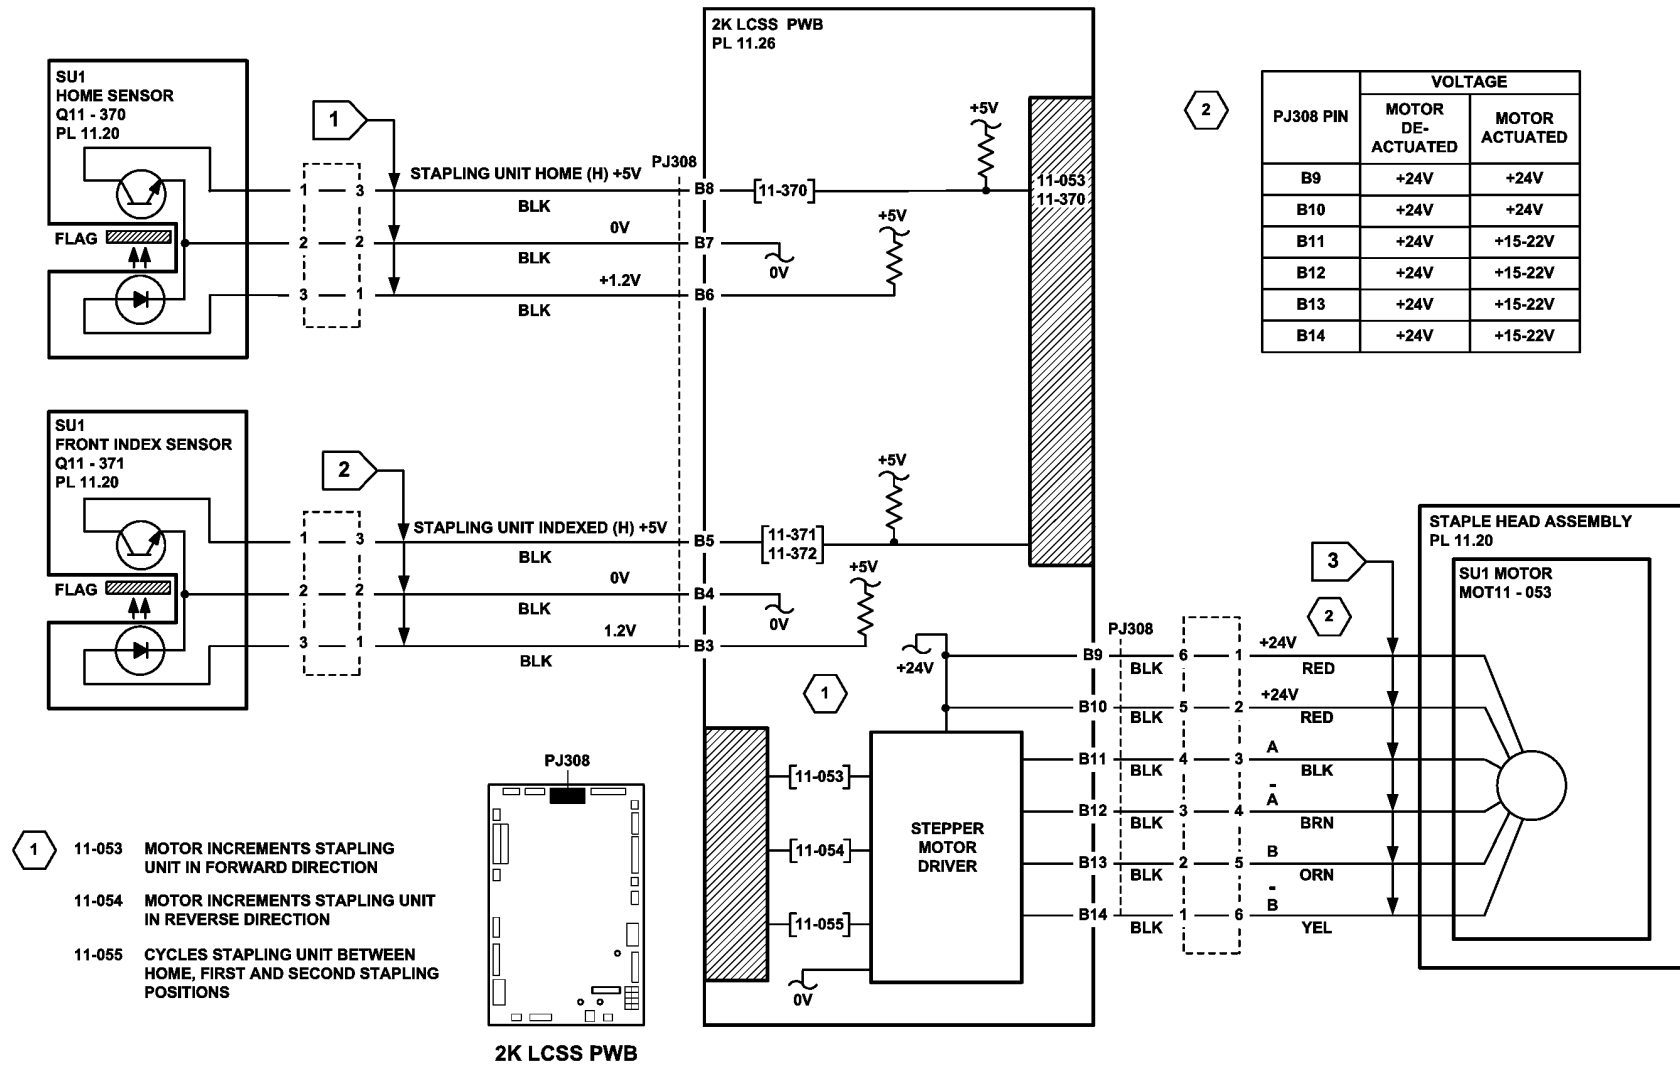 2K LCSS PWB
PL 11.26
SU1
HOME SENSOR
Q11 - 370
PL 11.20
FLAG
1
1
2
3
3
2
1
STAPLING UNIT HOME (H) +5V
BLK
0V
BLK
+1.2V
BLK
PJ308
B8
B7
B6
11-370
+5V
0V
+5V
11-053
11-370
2
PJ308 PIN
VOLTAGE
MOTOR
DE-
ACTUATED
MOTOR
ACTUATED
B9 +24V +24V
B10 +24V +24V
B11 +24V +15-22V
B12 +24V +15-22V
B13 +24V +15-22V
B14 +24V +15-22V
SU1
FRONT INDEX SENSOR
Q11 - 371
PL 11.20
FLAG
2
1
2
3
3
2
1
STAPLING UNIT INDEXED (H) +5V
BLK
0V
BLK
1.2V
BLK
B5
B4
B3
11-371
11-372
+5V
0V
+5V
1
+24V
11-053
11-054
11-055
0V
STEPPER
MOTOR
DRIVER
PJ308
B9 BLK 6 1 +24V RED
B10 BLK 5 2 +24V RED
B11 BLK 4 3 A BLK
B12 BLK 3 4 A̅ BRN
B13 BLK 2 5 B ORN
B14 BLK 1 6 B̅ YEL
3
2
STAPLE HEAD ASSEMBLY
PL 11.20
SU1 MOTOR
MOT11 - 053
1
11-053 MOTOR INCREMENTS STAPLING
UNIT IN FORWARD DIRECTION
11-054 MOTOR INCREMENTS STAPLING UNIT
IN REVERSE DIRECTION
11-055 CYCLES STAPLING UNIT BETWEEN
HOME, FIRST AND SECOND STAPLING
POSITIONS
PJ308
2K LCSS PWB